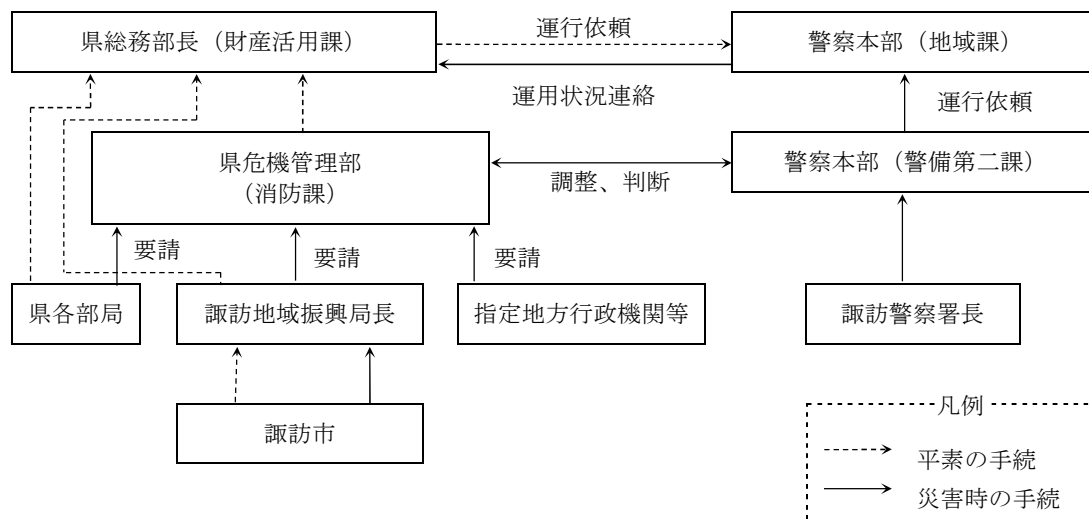 県総務部長（財産活用課）
運行依頼
警察本部（地域課）
運用状況連絡
運行依頼
県危機管理部
（消防課）
調整、判断
警察本部（警備第二課）
要請
要請
要請
県各部局
諏訪地域振興局長
指定地方行政機関等
諏訪警察署長
諏訪市
凡例
平素の手続
災害時の手続